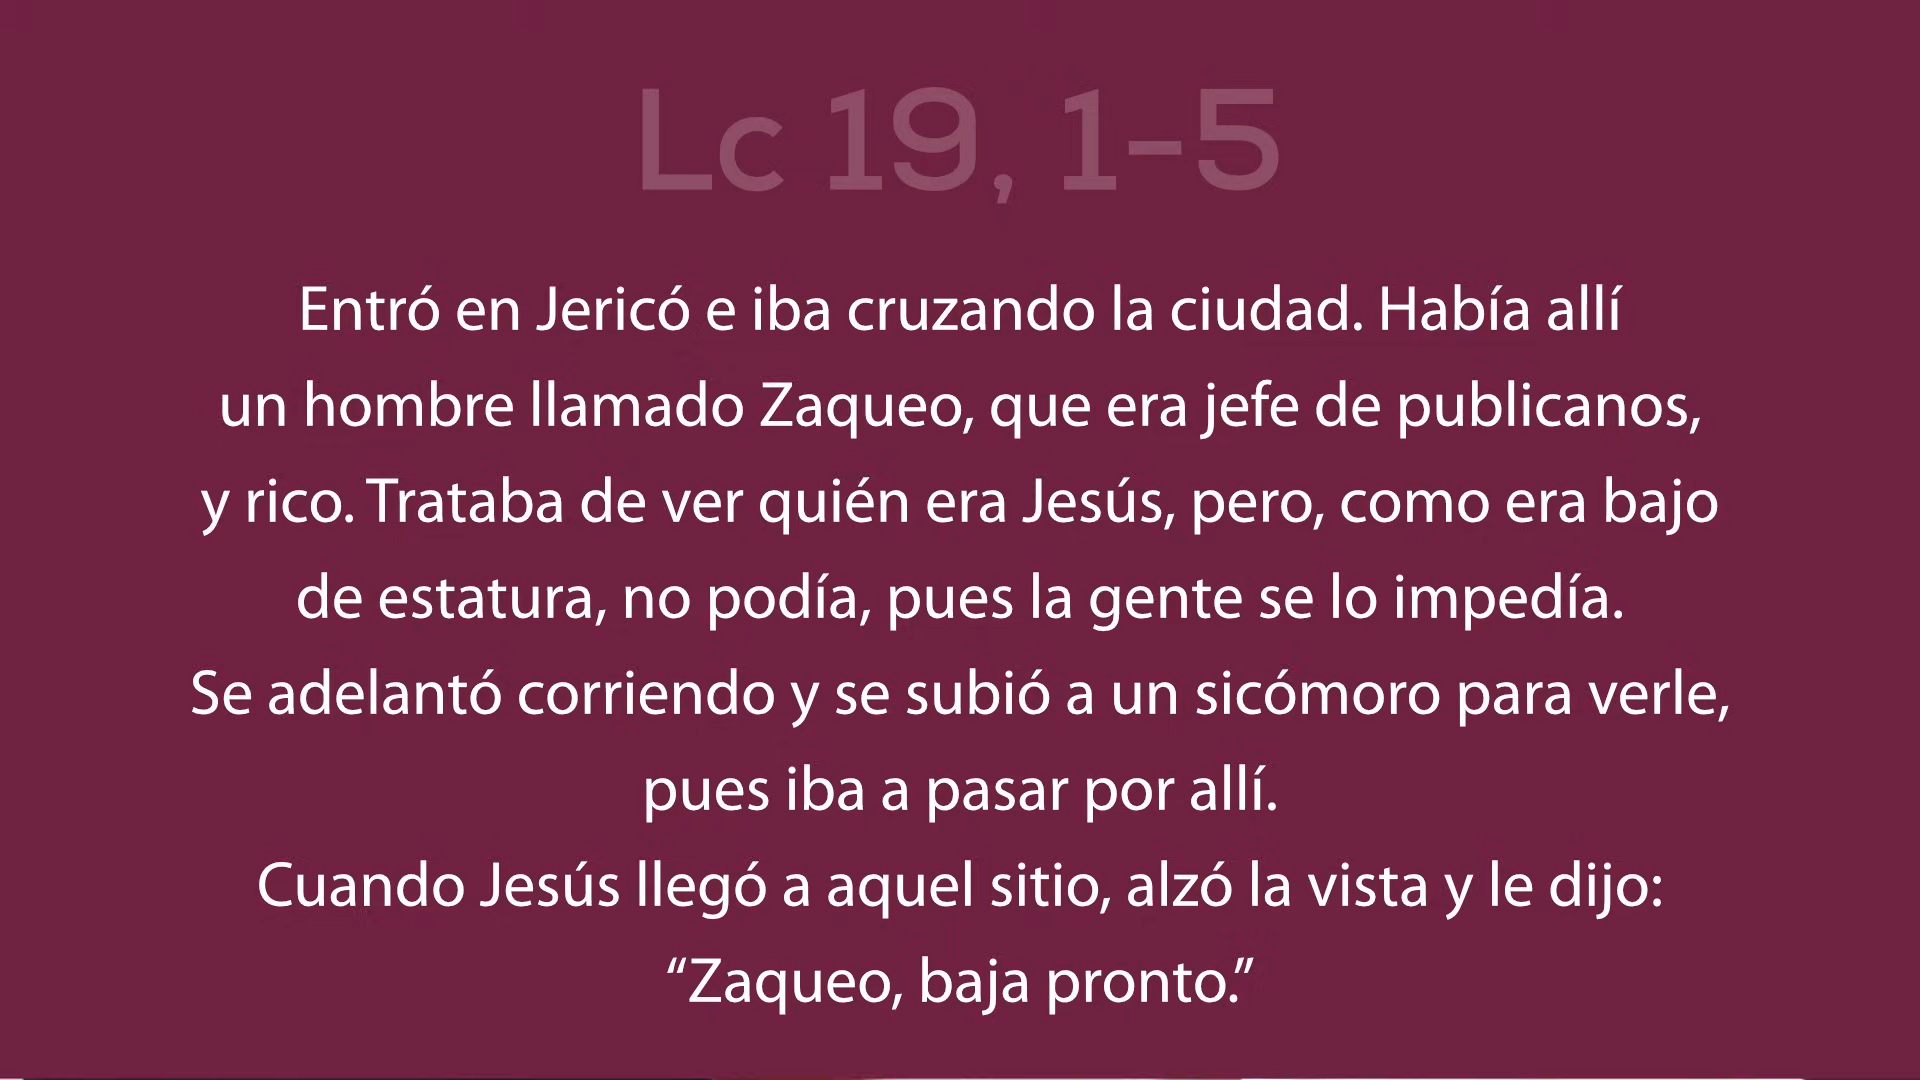 Lc 19, 1-5
Entró en Jericó e iba cruzando la ciudad. Había allí
un hombre llamado Zaqueo, que era jefe de publicanos,
y rico. Trataba de ver quién era Jesús, pero, como era bajo
de estatura, no podía, pues la gente se lo impedía.
Se adelantó corriendo y se subió a un sicómoro para verle,
pues iba a pasar por allí.
Cuando Jesús llegó a aquel sitio, alzó la vista y le dijo:
“Zaqueo, baja pronto.”